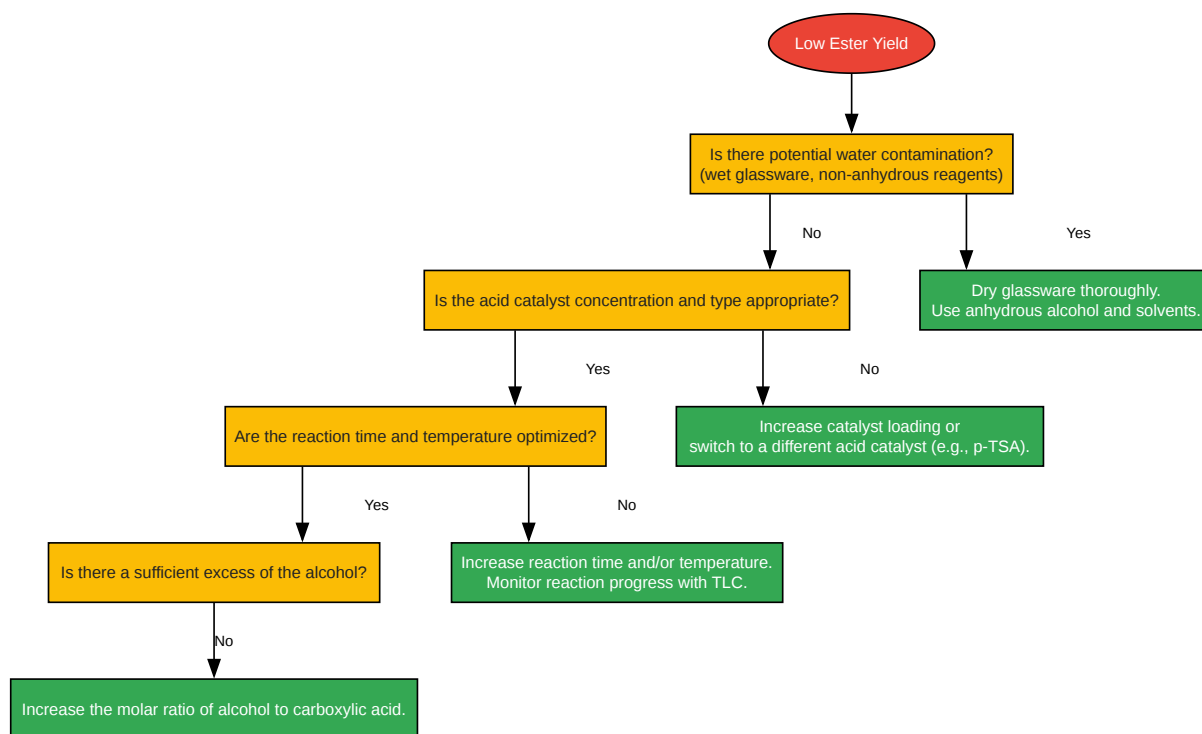 Low Ester Yield
Is there potential water contamination?
(wet glassware, non-anhydrous reagents)
No
Yes
Is the acid catalyst concentration and type appropriate?
Dry glassware thoroughly.
Use anhydrous alcohol and solvents.
Yes
No
Are the reaction time and temperature optimized?
Increase catalyst loading or
switch to a different acid catalyst (e.g., p-TSA).
Yes
No
Is there a sufficient excess of the alcohol?
Increase reaction time and/or temperature.
Monitor reaction progress with TLC.
No
Increase the molar ratio of alcohol to carboxylic acid.